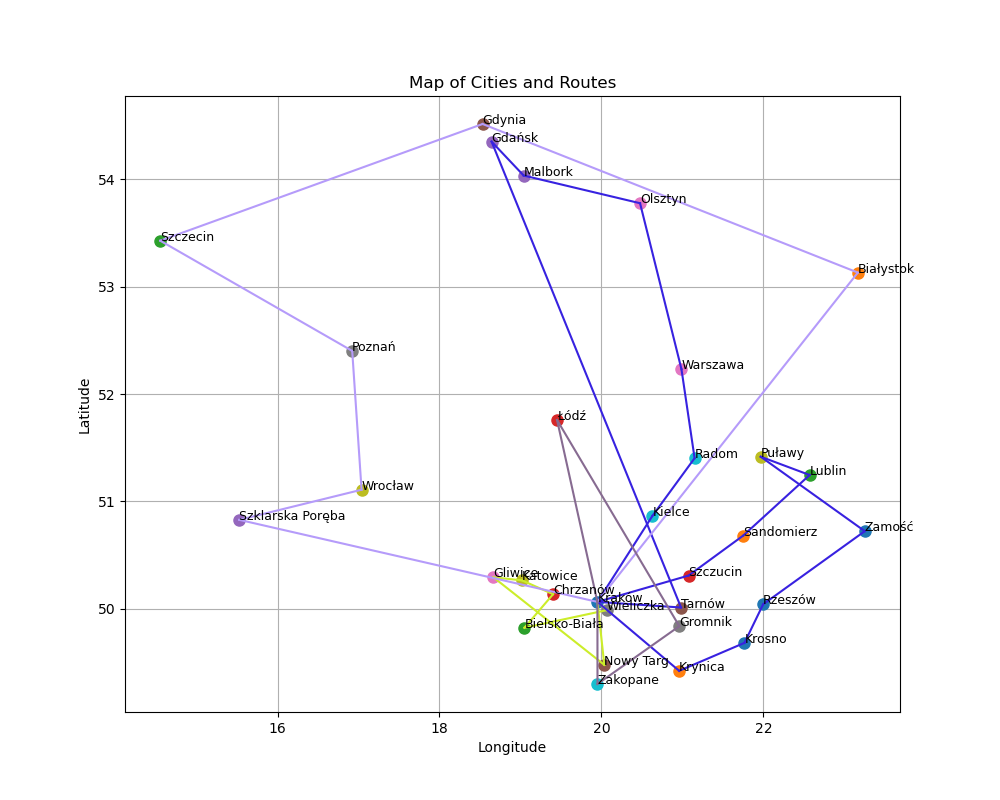 Map of Cities and Routes
Gdynia
Gdańsk
Malbork
54
Olsztyn
Szczecin
Białystok
53
Poznań
Warszawa
52
Łódź
Latitude
Radom
Puławy
Lublin
Wrocław
51
Szklarska Poręba
Kielce
Zamość
Sandomierz
Gliwice
Katowice
Szczucin
Chrzanów
50
Kraków
Wieliczka
Tarnów
Rzeszów
Bielsko-Biała
Gromnik
Krosno
Nowy Targ
Krynica
Zakopane
16
18
20
22
Longitude